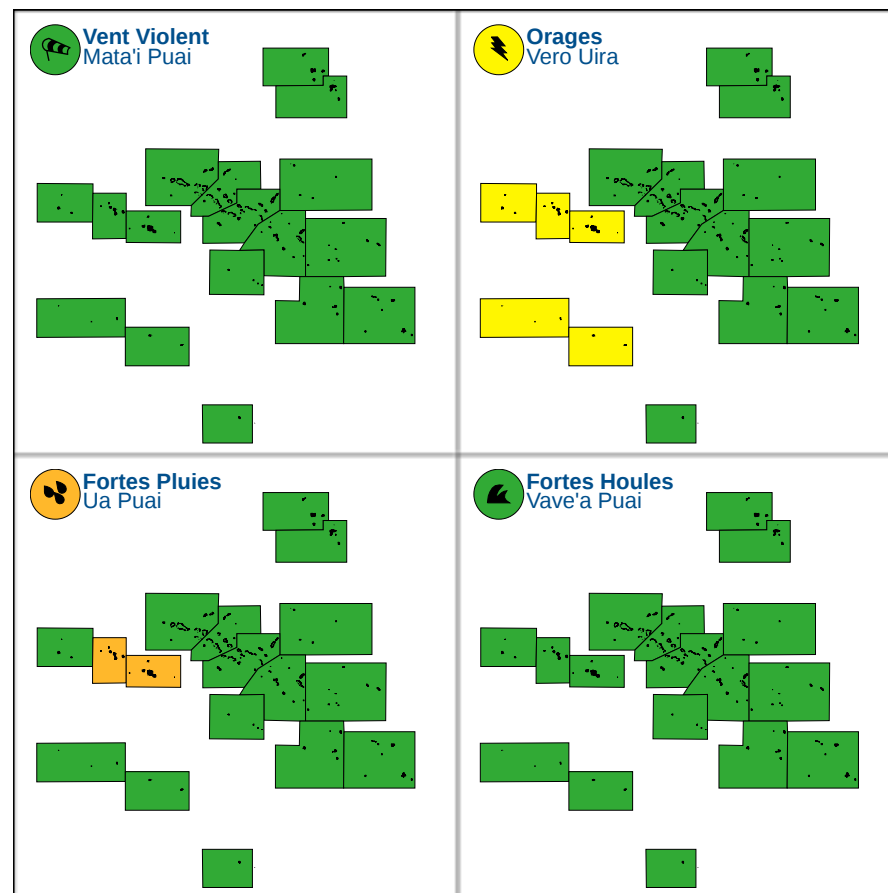 Vent Violent
Mata'i Puai
Orages
Vero Uira
Fortes Pluies
Ua Puai
Fortes Houles
Vave'a Puai